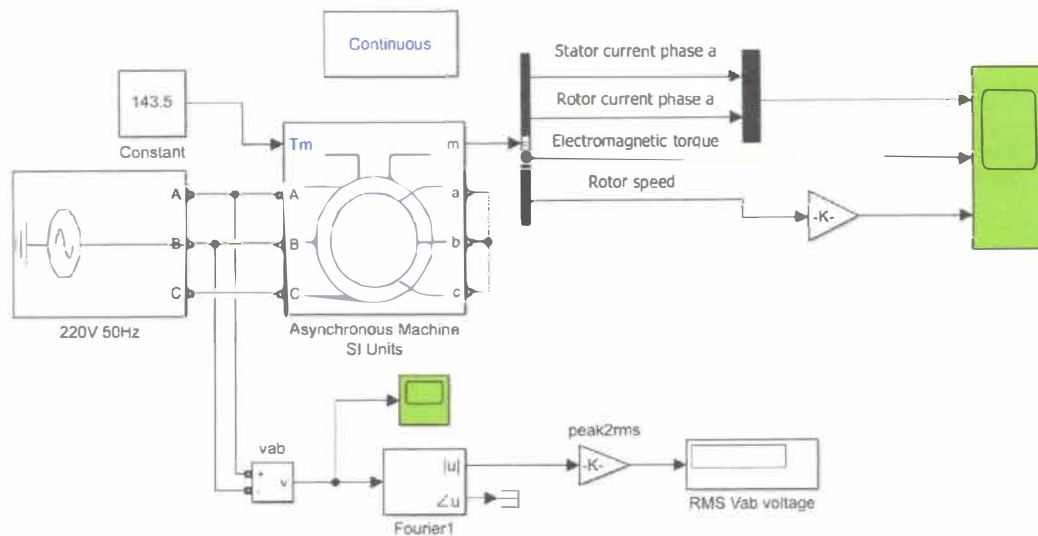 Continuous
Stator current phase a
143.5
Rotor current phase a
Constant
Tm
m
Electromagnetic torque
A
A
a
Rotor speed
-K-
B
B
b
C
C
c
220V 50Hz
Asynchronous Machine
SI Units
vab
peak2rms
+
-
v
|u|
∠u
-K-
Fourier1
RMS Vab voltage